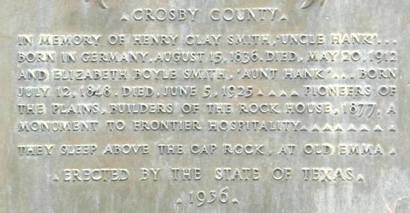 CROSBY COUNTY
IN MEMORY OF HENRY CLAY SMITH, "UNCLE HANK"...
BORN IN GERMANY, AUGUST 15, 1836. DIED, MAY 20, 1912
AND ELIZABETH BOYLE SMITH, "AUNT HANK"... BORN
JULY 12, 1848. DIED, JUNE 5, 1925.... PIONEERS OF
THE PLAINS, BUILDERS OF THE ROCK HOUSE, 1877, A
MONUMENT TO FRONTIER HOSPITALITY.......
THEY SLEEP ABOVE THE CAP ROCK, AT OLD EMMA.
ERECTED BY THE STATE OF TEXAS
1936